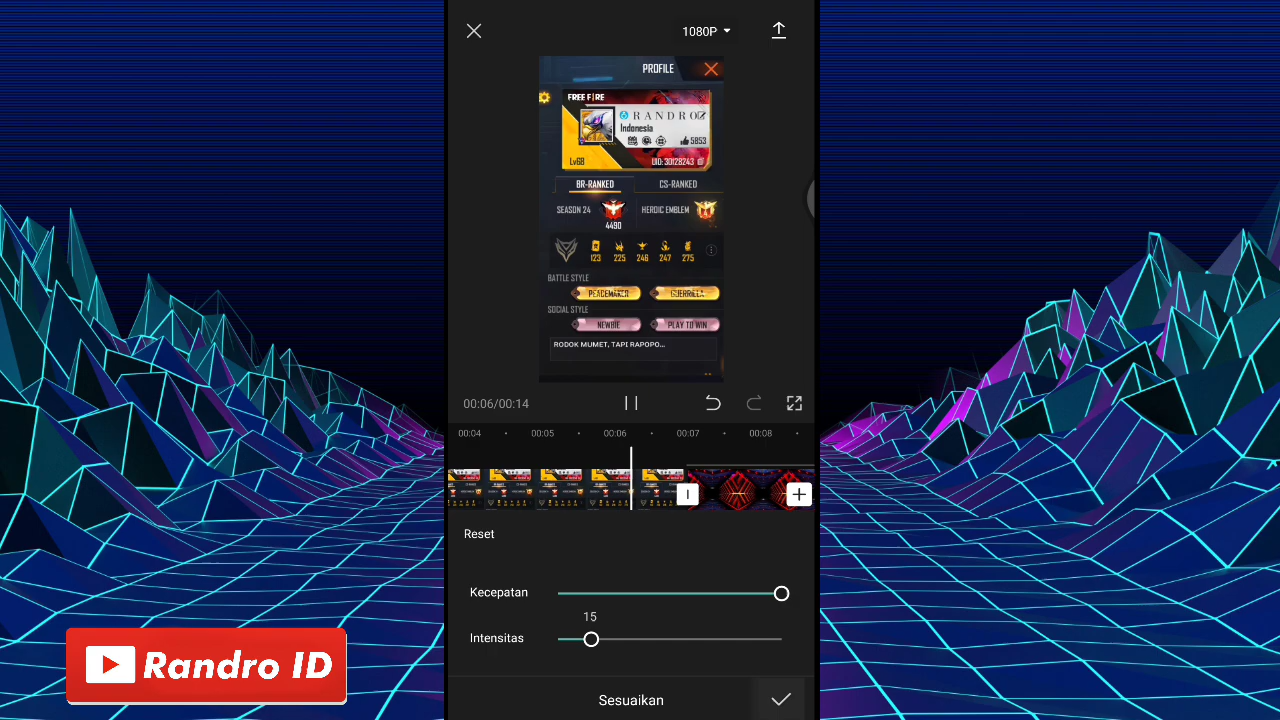 1080P
PROFILE
FREE FIRE
RANDRO
Indonesia
5853
Lv68
UID: 30128243
BR-RANKED
CS-RANKED
SEASON 24
4490
HEROIC EMBLEM
123 225 246 247 275
BATTLE STYLE
PEACEMAKER
GUERRILLA
SOCIAL STYLE
NEWBIE
PLAY TO WIN
RODOK MUMET, TAPI RAPOPO...
00:06/00:14
00:04 00:05 00:06 00:07 00:08
Reset
Kecepatan
15
Intensitas
Sesuaikan
Randro ID